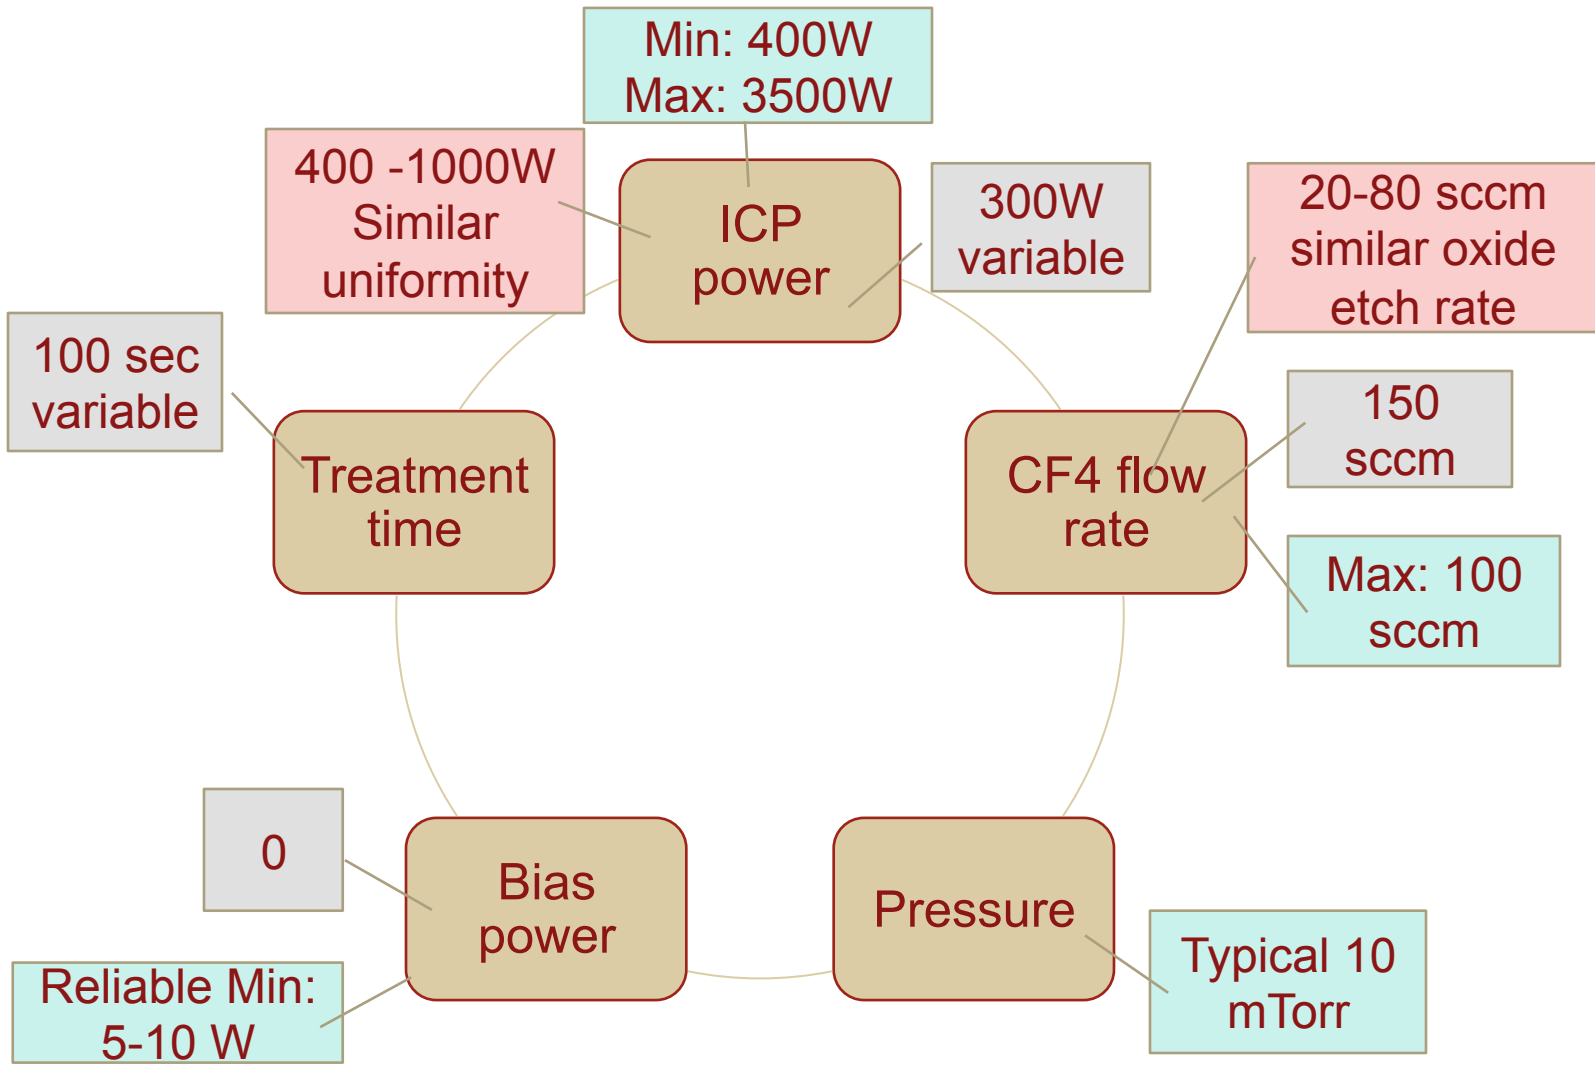 Min: 400W
Max: 3500W
400 -1000W
Similar
uniformity
ICP
power
300W
variable
20-80 sccm
similar oxide
etch rate
100 sec
variable
Treatment
time
CF4 flow
rate
150
sccm
Max: 100
sccm
0
Bias
power
Reliable Min:
5-10 W
Pressure
Typical 10
mTorr